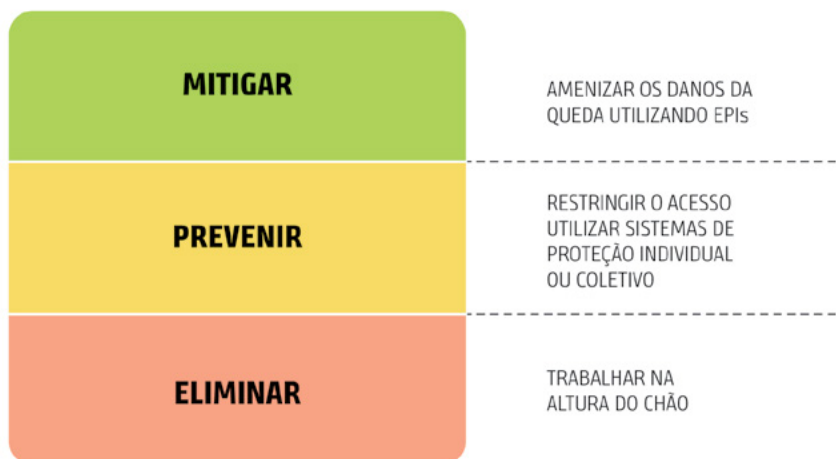 MITIGAR
AMENIZAR OS DANOS DA
QUEDA UTILIZANDO EPIs
PREVENIR
RESTRINGIR O ACESSO
UTILIZAR SISTEMAS DE
PROTEÇÃO INDIVIDUAL
OU COLETIVO
ELIMINAR
TRABALHAR NA
ALTURA DO CHÃO